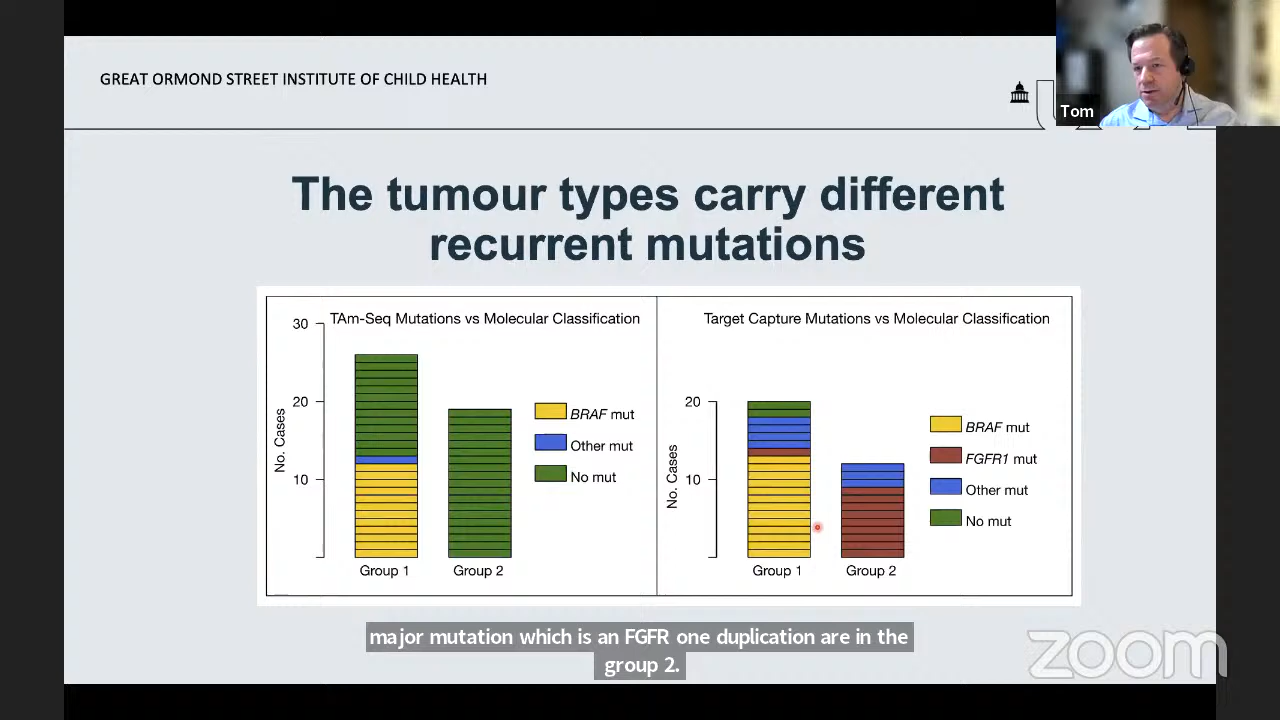 GREAT ORMOND STREET INSTITUTE OF CHILD HEALTH
Tom
The tumour types carry different
recurrent mutations
TAm-Seq Mutations vs Molecular Classification
30
20
10
No. Cases
BRAF mut
Other mut
No mut
Group 1
Group 2
Target Capture Mutations vs Molecular Classification
20
10
No. Cases
BRAF mut
FGFR1 mut
Other mut
No mut
Group 1
Group 2
major mutation which is an FGFR one duplication are in the
group 2.
zoom